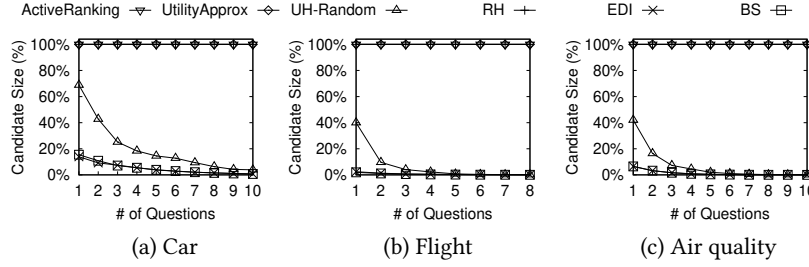 ActiveRanking UtilityApprox UH-Random RH EDI BS
100% 80% 60% 40% 20% 0%
Candidate Size (%)
1 2 3 4 5 6 7 8 9 10
# of Questions
(a) Car
100% 80% 60% 40% 20% 0%
Candidate Size (%)
1 2 3 4 5 6 7 8
# of Questions
(b) Flight
100% 80% 60% 40% 20% 0%
Candidate Size (%)
1 2 3 4 5 6 7 8 9 10
# of Questions
(c) Air quality